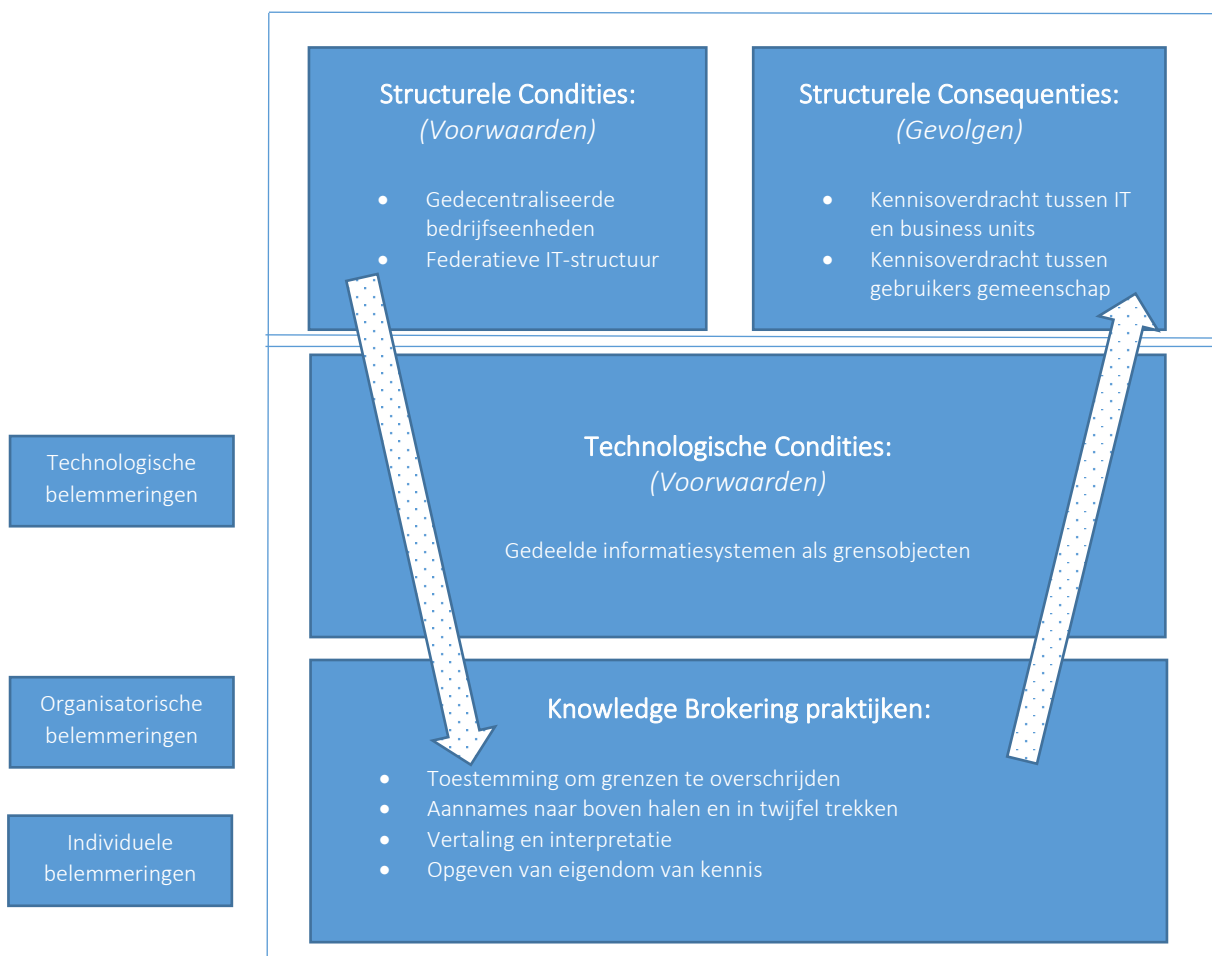 Structurele Condities:
(Voorwaarden)
• Gedecentraliseerde
bedrijfseenheden
• Federatieve IT-structuur
Structurele Consequenties:
(Gevolgen)
• Kennisoverdracht tussen IT
en business units
• Kennisoverdracht tussen
gebruikers gemeenschap
Technologische
belemmeringen
Technologische Condities:
(Voorwaarden)
Gedeelde informatiesystemen als grensobjecten
Organisatorische
belemmeringen
Individuele
belemmeringen
Knowledge Brokering praktijken:
• Toestemming om grenzen te overschrijden
• Aannames naar boven halen en in twijfel trekken
• Vertaling en interpretatie
• Opgeven van eigendom van kennis